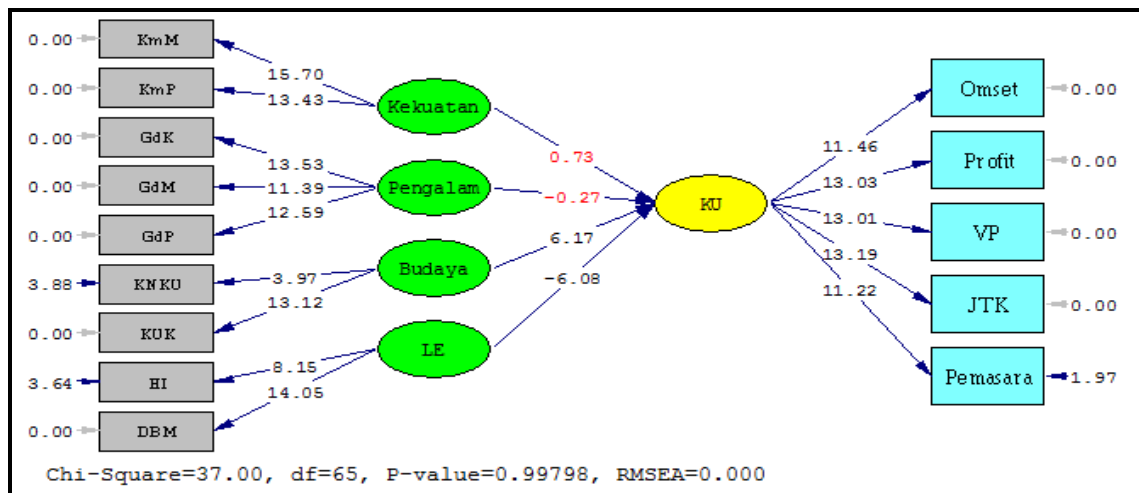 0.00 KmM
15.70
0.00 KmP
13.43
Kekuatan
0.00 GdK
13.53
0.00 GdM
11.39
Pengalam
0.00 GdP
12.59
3.88 KNKU
3.97
Budaya
0.00 KUK
13.12
3.64 HI
8.15
LE
0.00 DBM
14.05
0.73
-0.27
6.17
-6.08
KU
11.46
Omset 0.00
13.03
Profit 0.00
13.01
VP 0.00
13.19
JTK 0.00
11.22
Pemasara 1.97
Chi-Square=37.00, df=65, P-value=0.99798, RMSEA=0.000